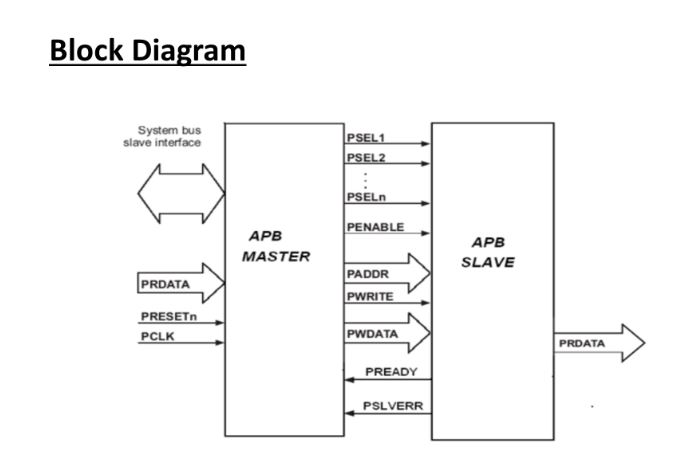 Block Diagram
System bus
slave interface
PSEL1
PSEL2
PSELn
PENABLE
APB
MASTER
APB
SLAVE
PRDATA
PADDR
PWRITE
PRESETn
PCLK
PWDATA
PRDATA
PREADY
PSLVERR